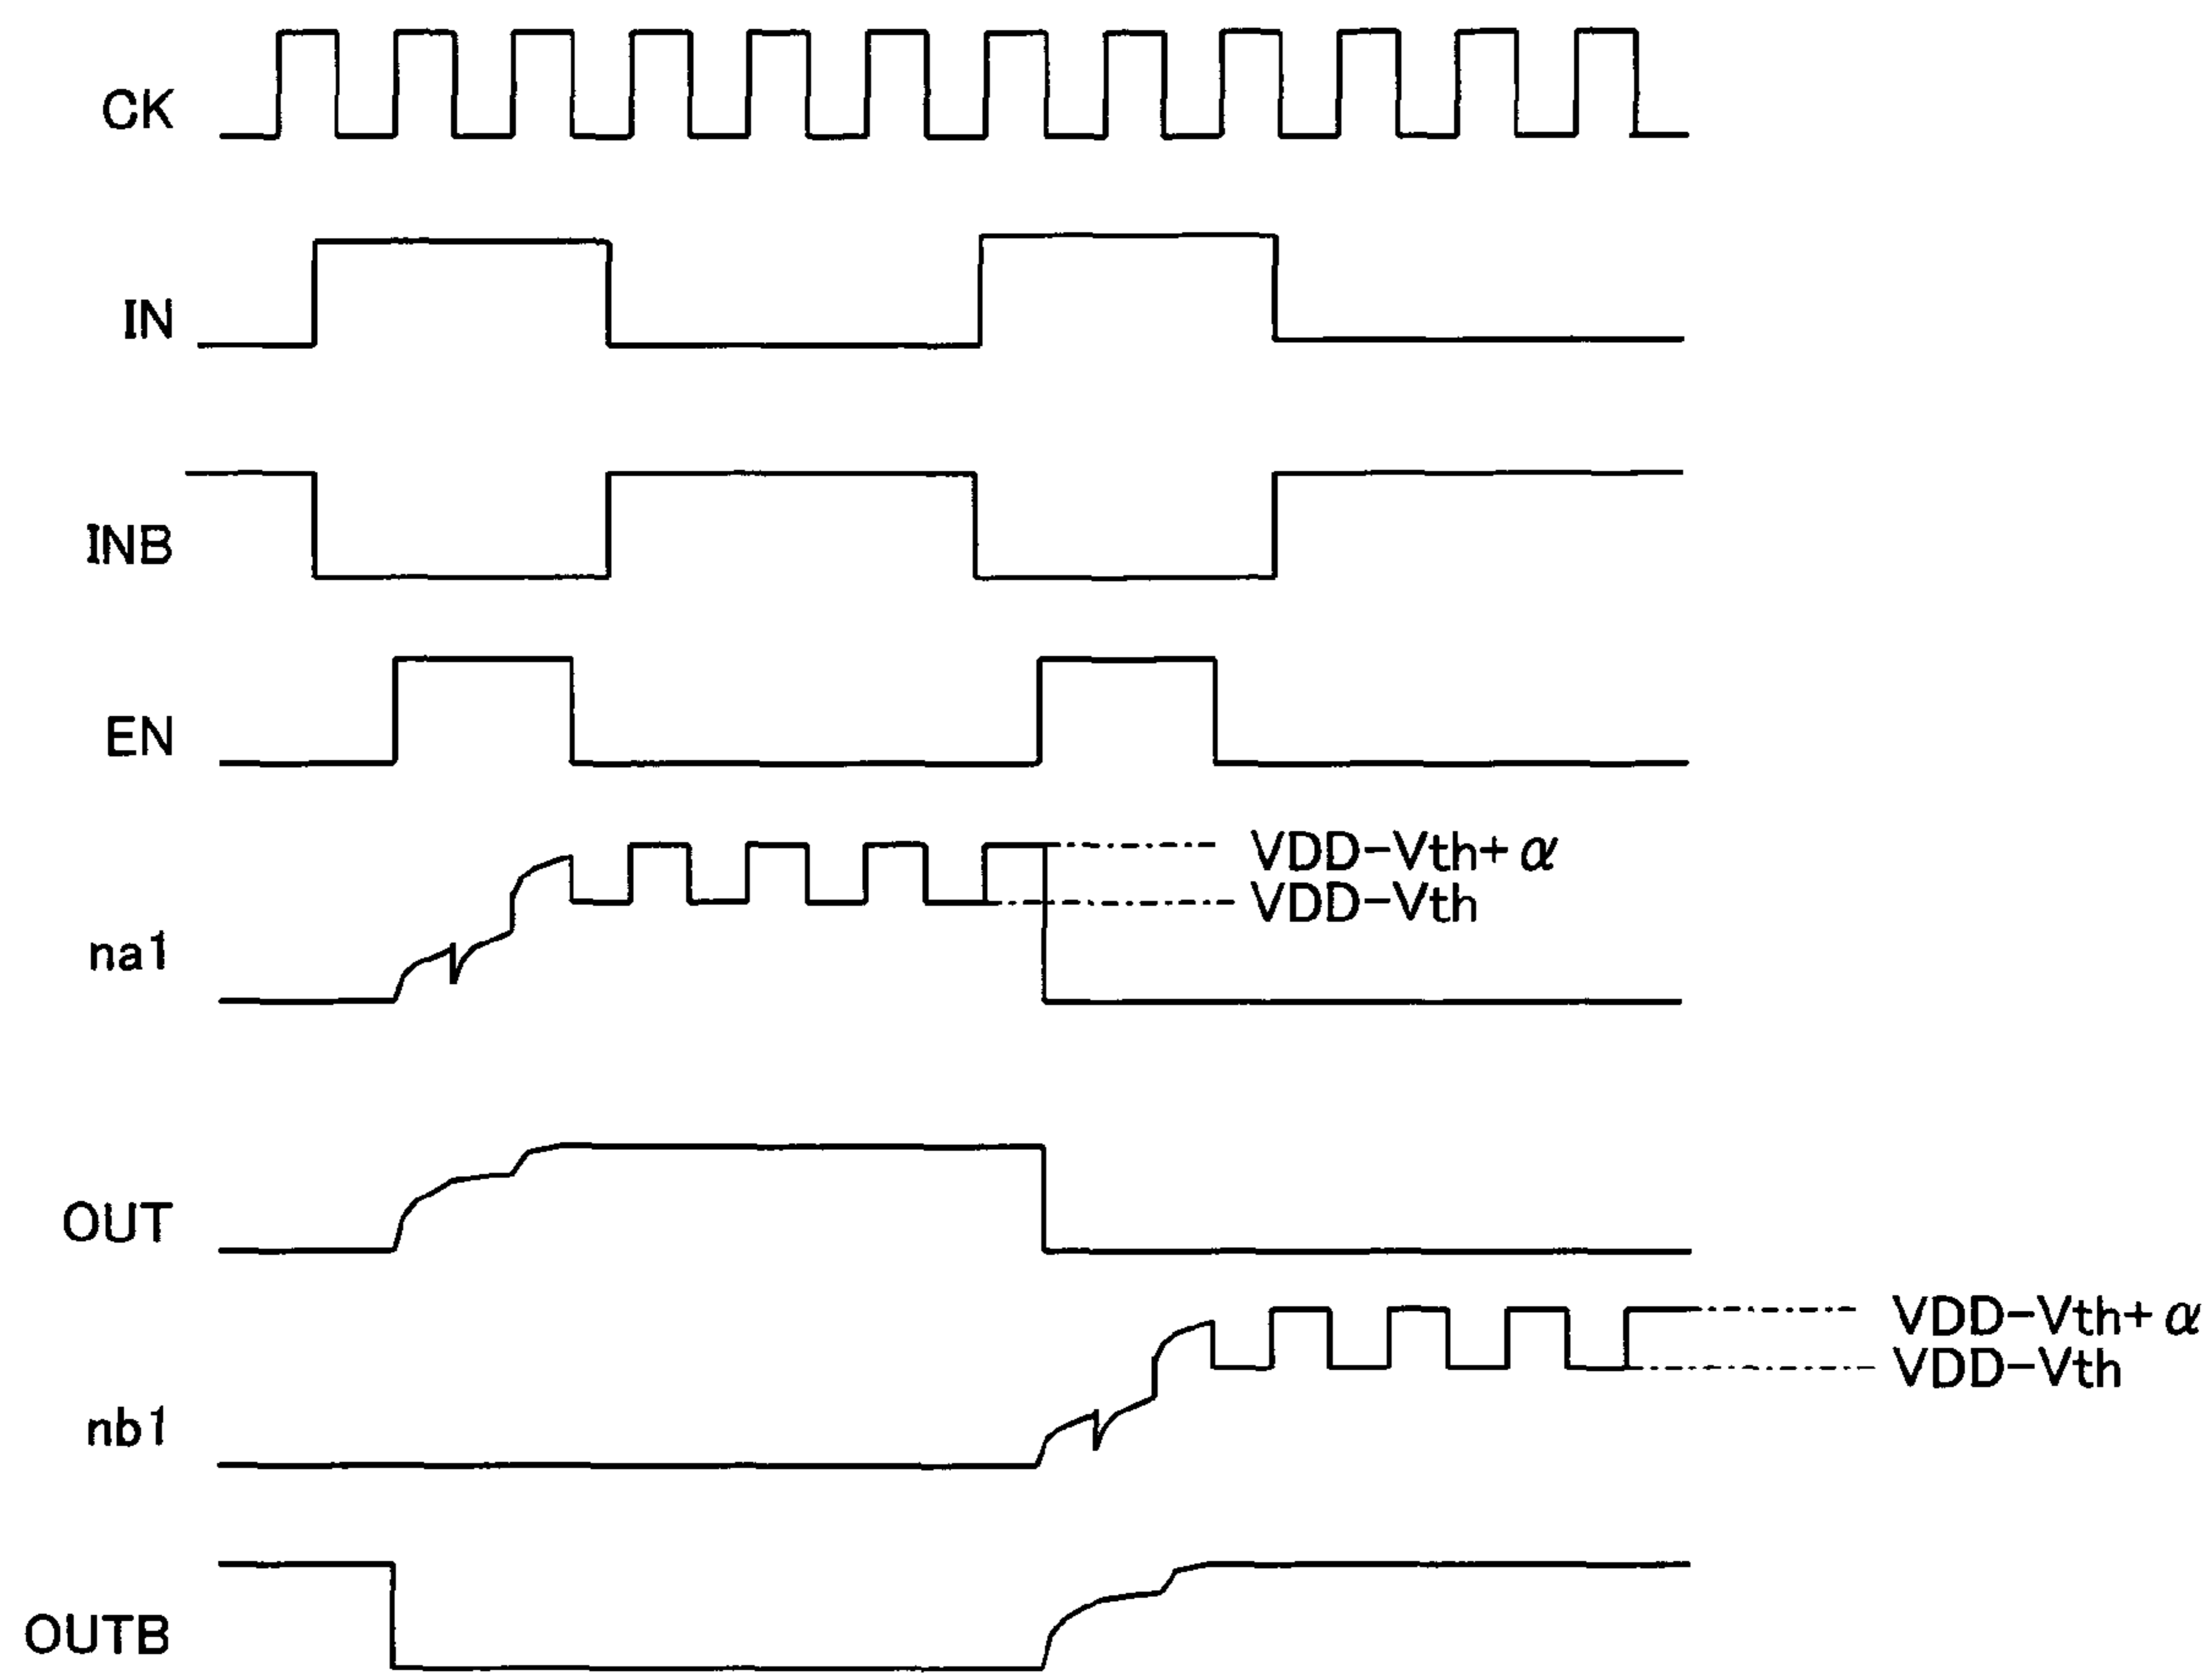 CK
IN
INB
EN
VDD-Vth+α
VDD-Vth
na1
OUT
VDD-Vth+α
VDD-Vth
nb1
OUTB